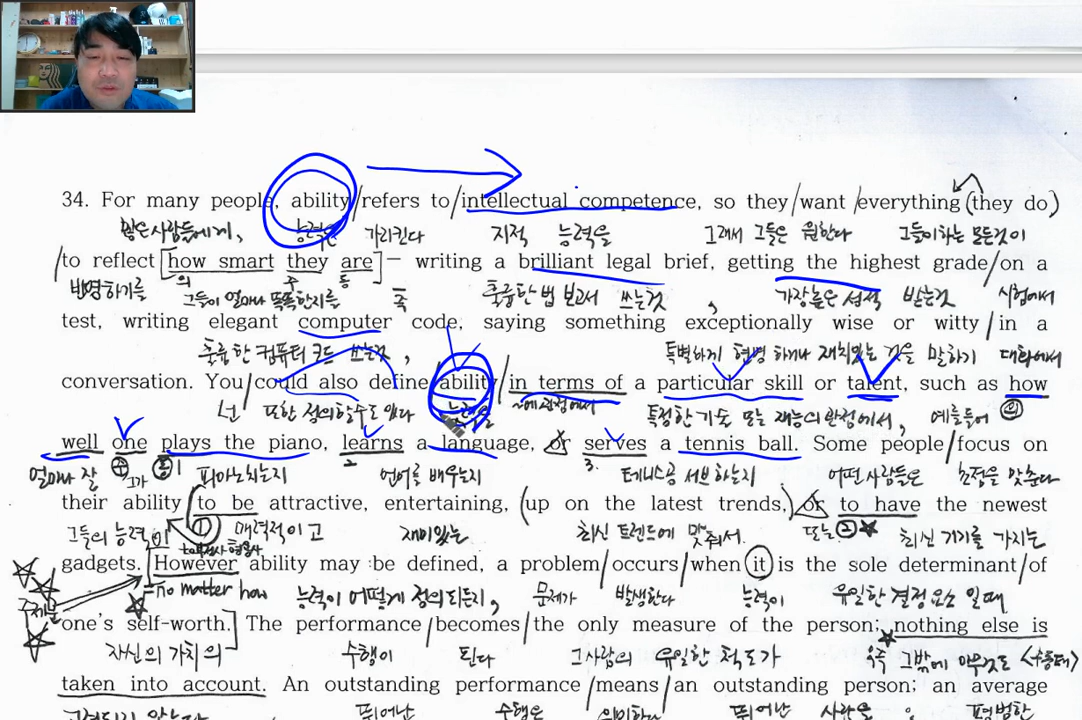 34. For many people, ability/refers to/intellectual competence, so they/want/everything(they do)
많은 사람들에게, 능력은 가리킨다 지적 능력을 그래서 그들은 원한다 그들이 하는 모든것이
/to reflect [how smart they are]- writing a brilliant legal brief, getting the highest grade/on a
반영하기를 그들이 얼마나 똑똑한지를 즉 훌륭한 법 보고서 쓰는것, 가장높은 성적 받는것 시험에서
test, writing elegant computer code, saying something exceptionally wise or witty/in a
훌륭한 컴퓨터 코드 쓰는것, 특별하게 현명하거나 재치있는 것을 말하기 대화에서
conversation. You/could also define/ability/in terms of a particular skill or talent, such as how
넌 또한 정의할수도 있다 능력을 ~에 관점에서 특정한 기술 또는 재능의 관점에서, 예를들어
well one plays the piano, learns a language, or serves a tennis ball. Some people/focus on
얼마나 잘 피아노치는지 2 언어를 배우는지 3. 테니스공 서브하는지 어떤 사람들은 초점을 맞춘다
their ability to be attractive, entertaining, (up on the latest trends,) or to have the newest
그들의 능력 ① 매력적이고 재미있는 최신 트렌드에 맞춰서. ② 최신 기기를 가지는
gadgets. [However ability may be defined, a problem/occurs/when it is the sole determinant/of
=no matter how 능력이 어떻게 정의되든지, 문제가 발생한다 능력이 유일한 결정요소 일때
one's self-worth.] The performance/becomes/the only measure of the person; nothing else is
자신의 가치의 수행이 된다 그사람의 유일한 척도가 그밖에 아무것도 <수동태>
taken into account. An outstanding performance/means/an outstanding person; an average
뛰어난 수행은 의미한다 뛰어난 사람을 평범한